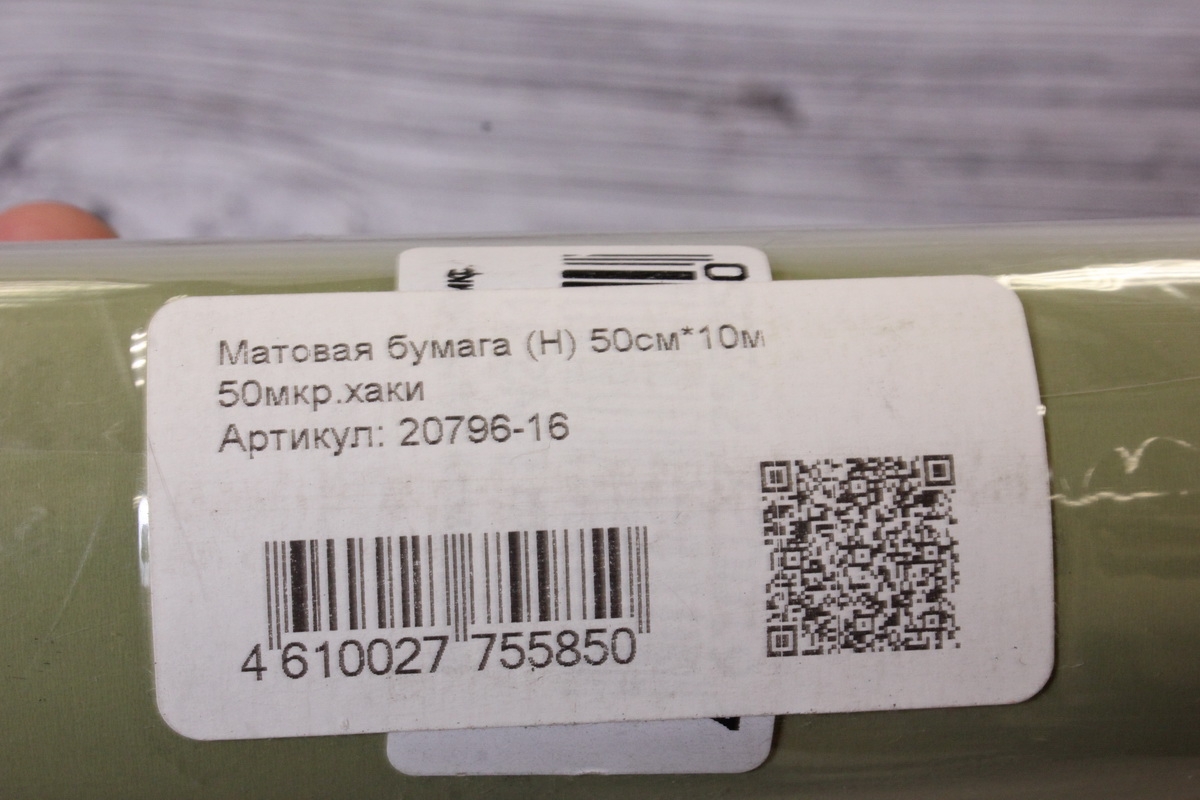 Матовая бумага (Н) 50см*10м
50мкр.хаки
Артикул: 20796-16
4 610027 755850